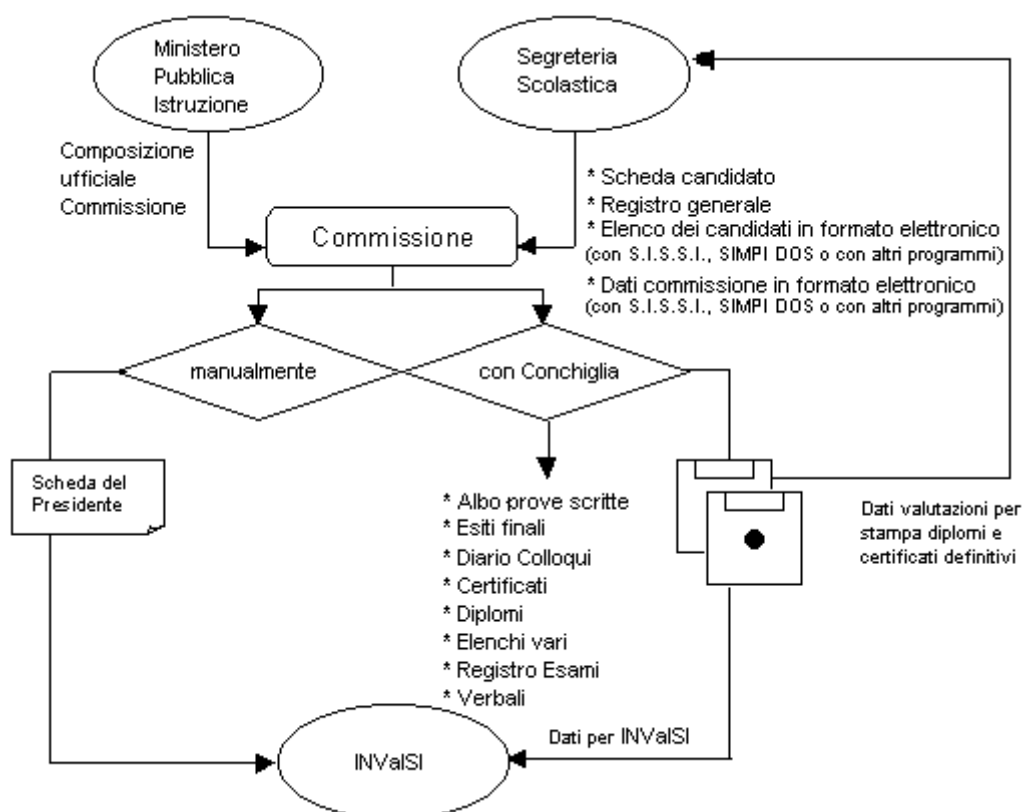 Ministero
Pubblica
Istruzione
Segreteria
Scolastica
Composizione
ufficiale
Commissione
* Scheda candidato
* Registro generale
* Elenco dei candidati in formato elettronico
(con S.I.S.S.I., SIMPI DOS o con altri programmi)
* Dati commissione in formato elettronico
(con S.I.S.S.I., SIMPI DOS o con altri programmi)
Commissione
manualmente
con Conchiglia
Scheda del
Presidente
* Albo prove scritte
* Esiti finali
* Diario Colloqui
* Certificati
* Diplomi
* Elenchi vari
* Registro Esami
* Verbali
Dati valutazioni per
stampa diplomi e
certificati definitivi
Dati per INValSI
INValSI